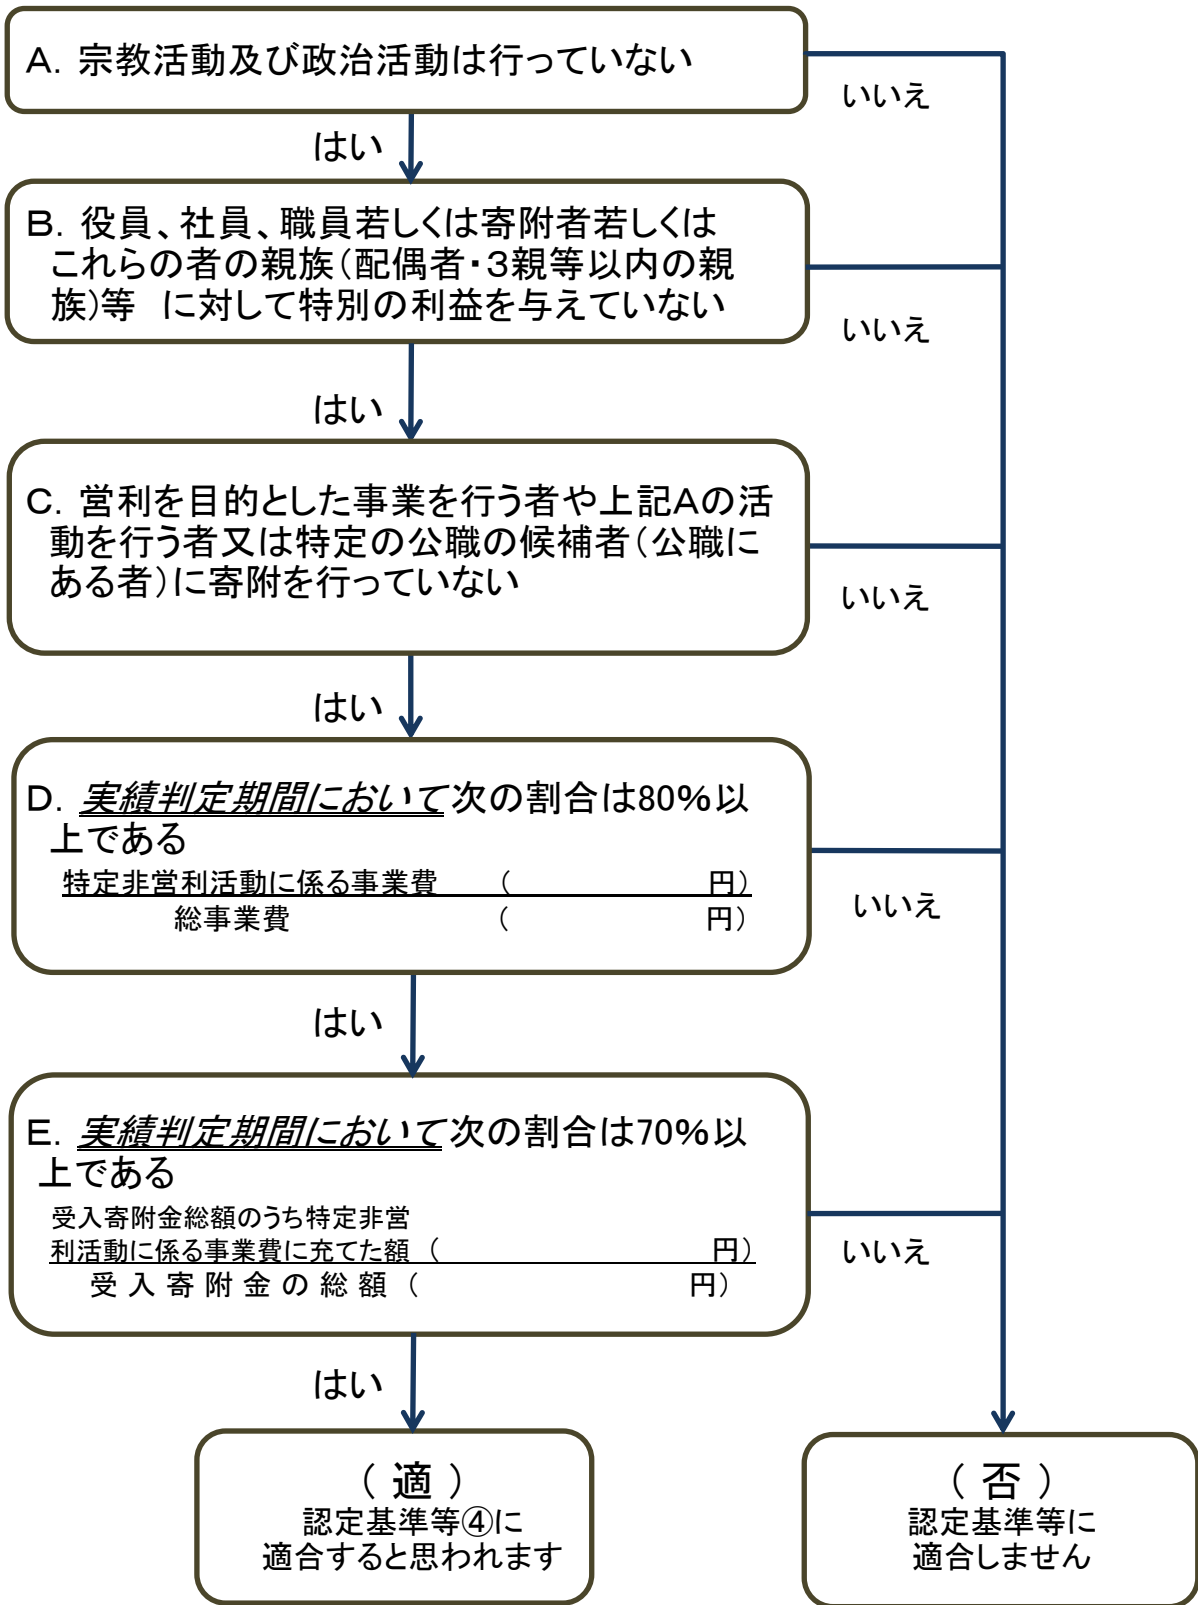 A. 宗教活動及び政治活動は行っていない
いいえ
はい
B. 役員、社員、職員若しくは寄附者若しくは
これらの者の親族(配偶者・3親等以内の親
族)等　に対して特別の利益を与えていない
いいえ
はい
C. 営利を目的とした事業を行う者や上記Aの活
動を行う者又は特定の公職の候補者(公職に
ある者)に寄附を行っていない
いいえ
はい
D. 実績判定期間において次の割合は80%以
上である
特定非営利活動に係る事業費　（　　　　　　　円）
総事業費　（　　　　　　　円）
いいえ
はい
E. 実績判定期間において次の割合は70%以
上である
受入寄附金総額のうち特定非営
利活動に係る事業費に充てた額（　　　　　　　円）
受入寄附金の総額（　　　　　　　円）
いいえ
はい
（ 適 ）
認定基準等④に
適合すると思われます
（ 否 ）
認定基準等に
適合しません